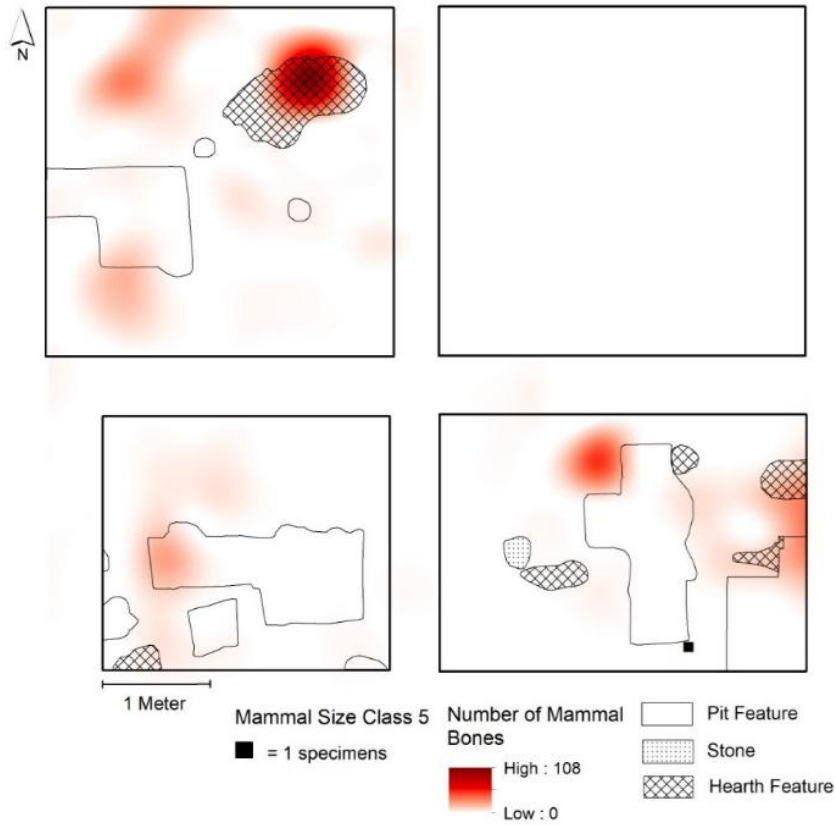 N
1 Meter
Mammal Size Class 5
= 1 specimens
Number of Mammal
Bones
High : 108
Low : 0
Pit Feature
Stone
Hearth Feature